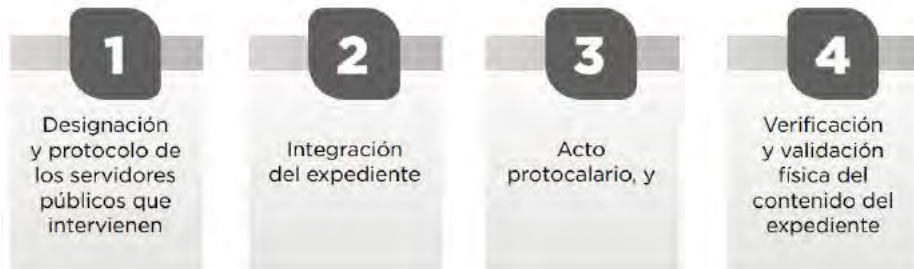 1
Designación
y protocolo de
los servidores
públicos que
intervienen
2
Integración
del expediente
3
Acto
protocalario, y
4
Verificación
y validación
física del
contenido del
expediente